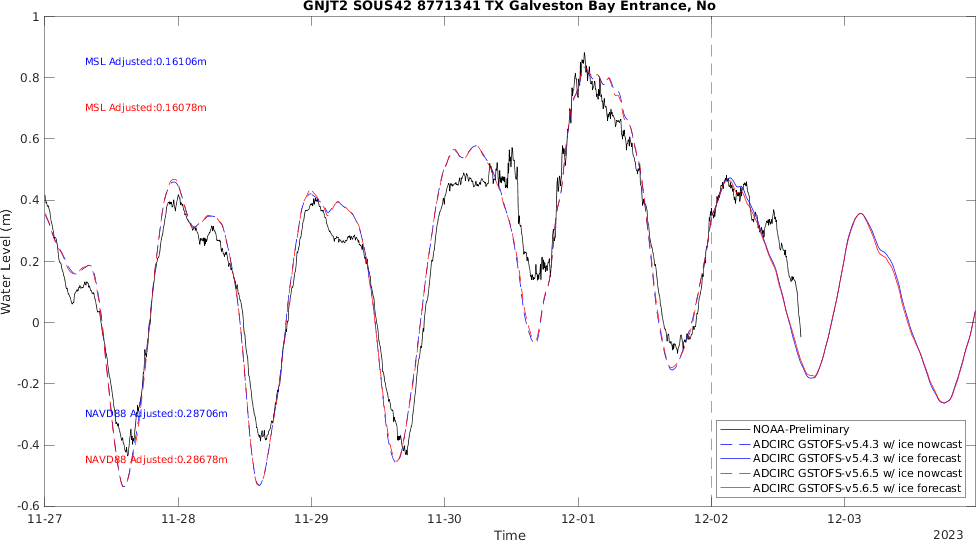 GNJT2 SOUS42 8771341 TX Galveston Bay Entrance, No
1
0.8
0.6
0.4
0.2
0
-0.2
-0.4
-0.6
Water Level (m)
MSL Adjusted:0.16106m
MSL Adjusted:0.16078m
NAVD88 Adjusted:0.28706m
NAVD88 Adjusted:0.28678m
NOAA-Preliminary
ADCIRC GSTOFS-v5.4.3 w/ ice nowcast
ADCIRC GSTOFS-v5.4.3 w/ ice forecast
ADCIRC GSTOFS-v5.6.5 w/ ice nowcast
ADCIRC GSTOFS-v5.6.5 w/ ice forecast
11-27 11-28 11-29 11-30 12-01 12-02 12-03
Time
2023